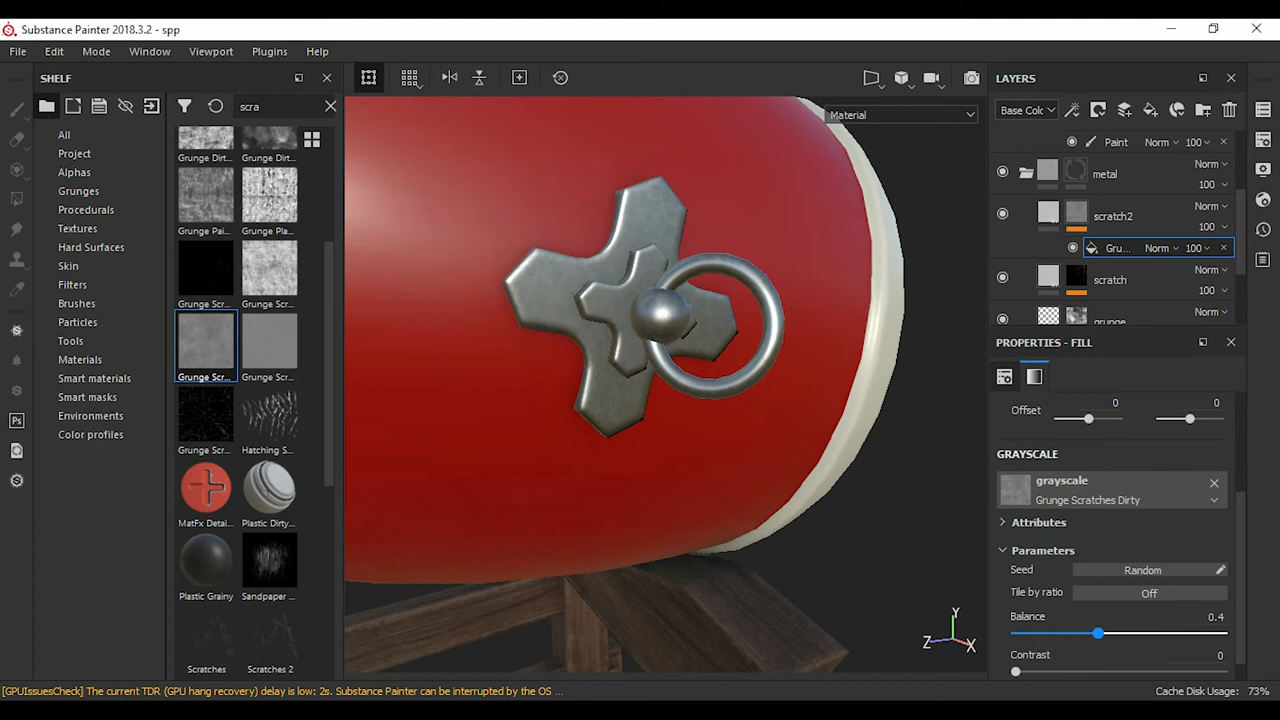 Substance Painter 2018.3.2 - spp
File Edit Mode Window Viewport Plugins Help
SHELF
scra
All
Project
Alphas
Grunges
Procedurals
Textures
Hard Surfaces
Skin
Filters
Brushes
Particles
Tools
Materials
Smart materials
Smart masks
Environments
Color profiles
Grunge Dirt... Grunge Dirt...
Grunge Pai... Grunge Pla...
Grunge Scr... Grunge Scr...
Grunge Scr... Grunge Scr...
Grunge Scr... Hatching S...
MatFx Detai... Plastic Dirty...
Plastic Grainy Sandpaper ...
Scratches Scratches 2
Material
Y
Z X
LAYERS
Base Col
Paint Norm 100
metal Norm 100
scratch2 Norm 100
Gru... Norm 100
scratch Norm 100
grunge Norm
PROPERTIES - FILL
Offset 0 0
GRAYSCALE
grayscale
Grunge Scratches Dirty
Attributes
Parameters
Seed Random
Tile by ratio Off
Balance 0.4
Contrast 0
[GPUIssuesCheck] The current TDR (GPU hang recovery) delay is low: 2s. Substance Painter can be interrupted by the OS ...
Cache Disk Usage: 73%
Ps